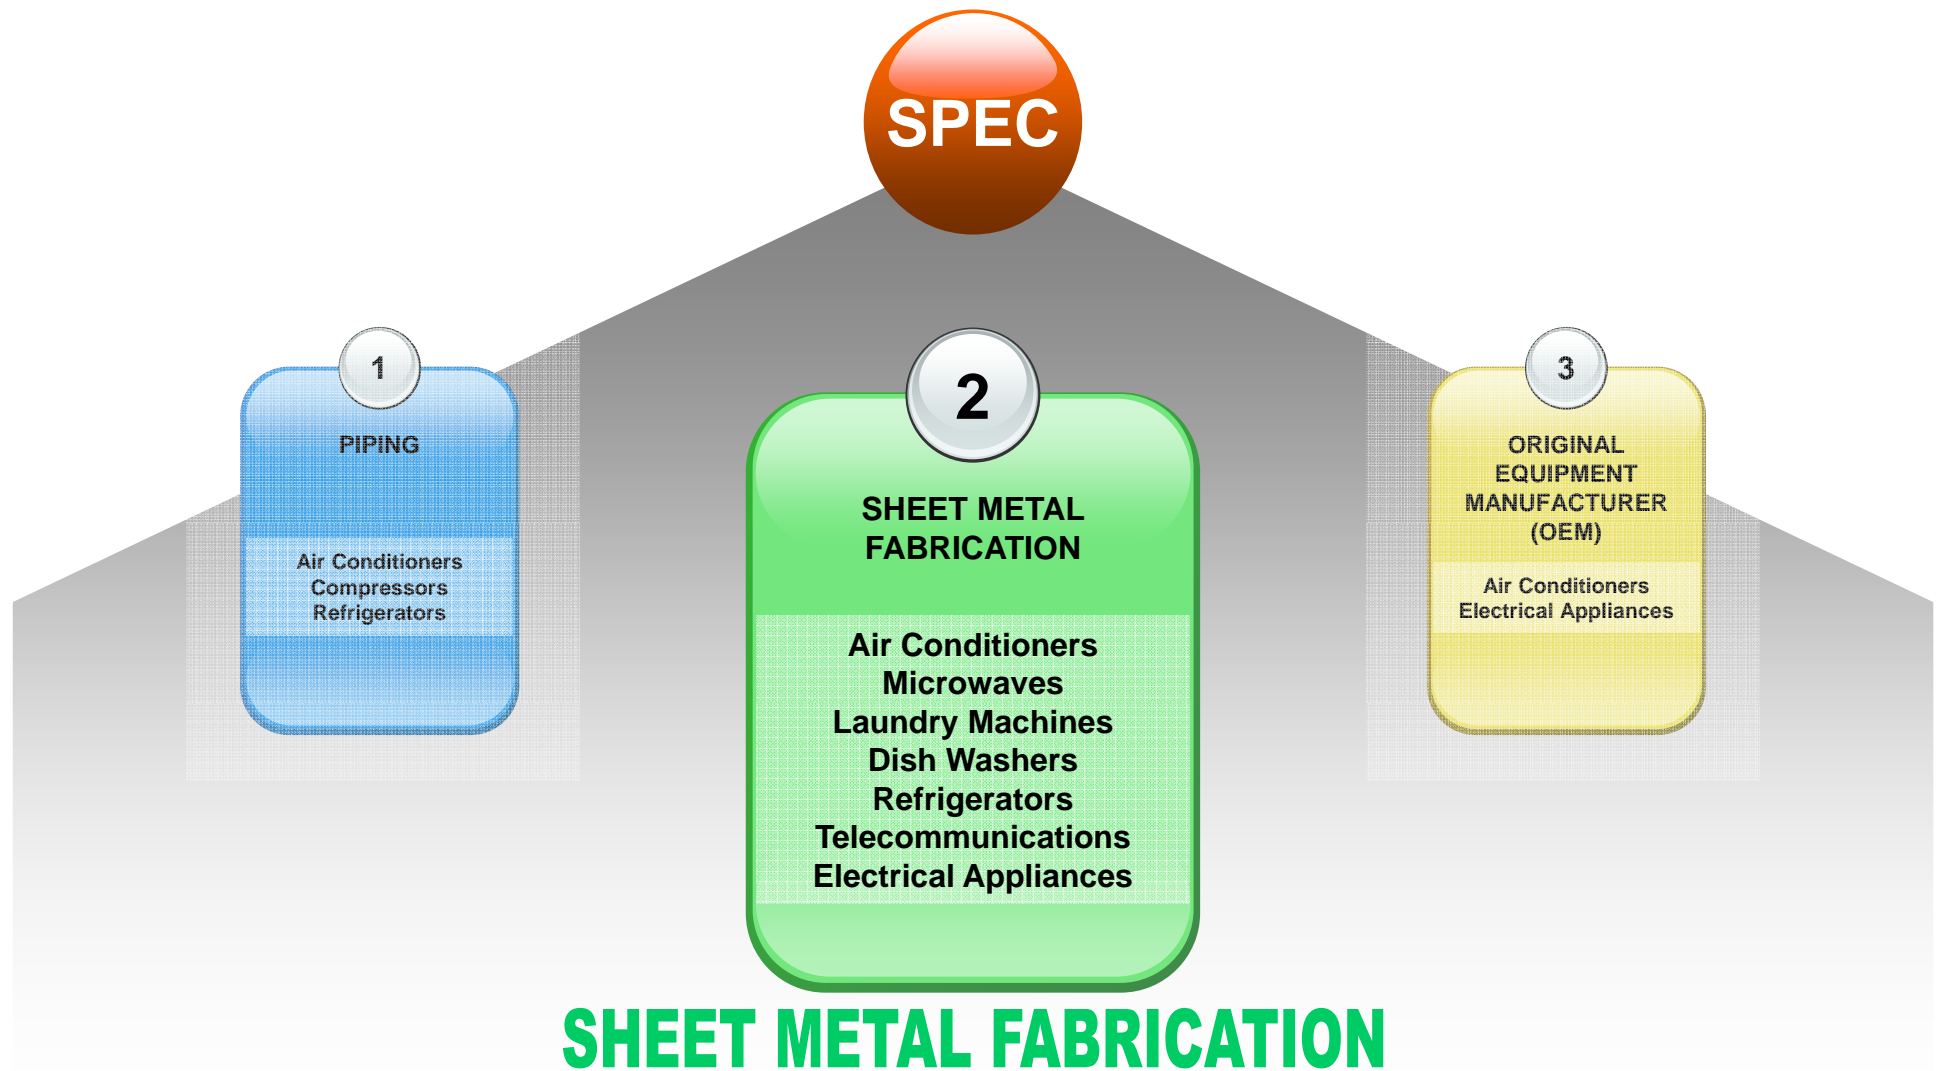 SPEC
1
PIPING
Air Conditioners
Compressors
Refrigerators
2
SHEET METAL
FABRICATION
Air Conditioners
Microwaves
Laundry Machines
Dish Washers
Refrigerators
Telecommunications
Electrical Appliances
3
ORIGINAL
EQUIPMENT
MANUFACTURER
(OEM)
Air Conditioners
Electrical Appliances
SHEET METAL FABRICATION